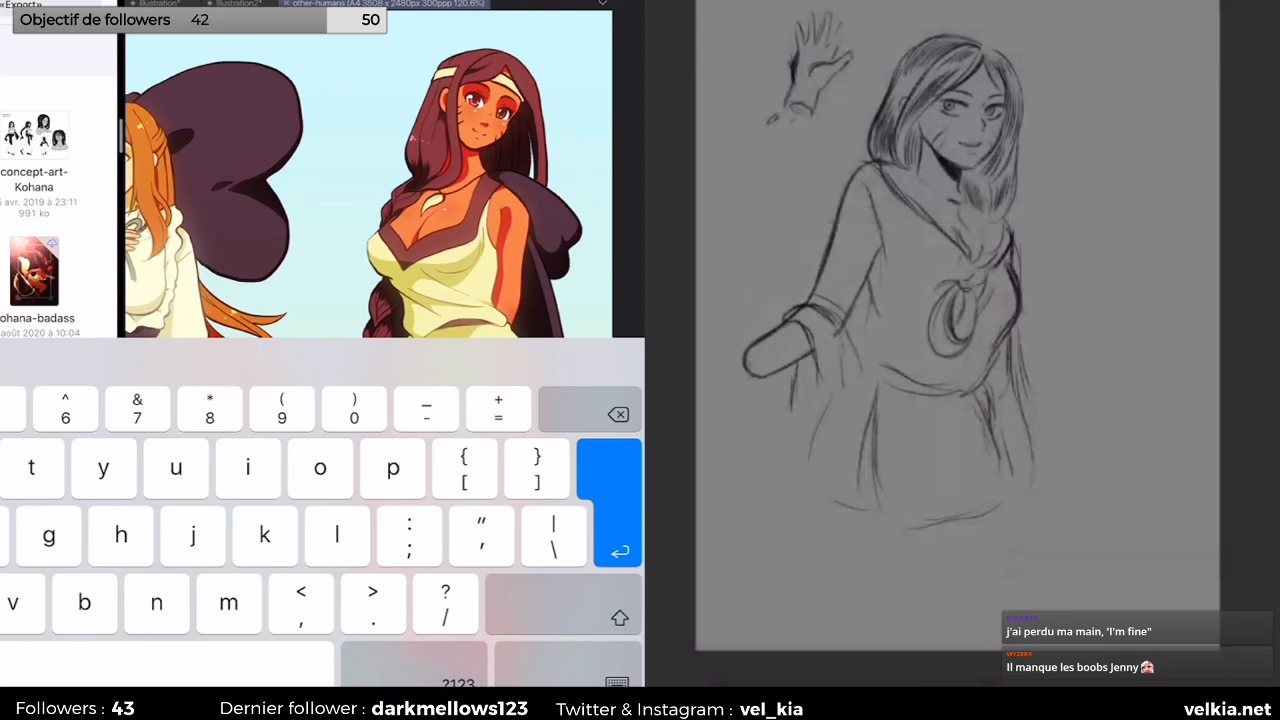 «Export»
Illustration*
Illustration2*
× other-humans (A4 3508 x 2480px 300ppp 120.6%)
Objectif de followers 42 50
concept-art-
Kohana
avr. 2019 à 23:11
991 ko
ohana-badass
août 2020 à 10:04
^ & * ( ) _ +
6 7 8 9 0 - =
t y u i o p { [ } ]
g h j k l : ; " ' | \
v b n m < , > . ? /
?123
j'ai perdu ma main, "I'm fine"
WYZEKK
Il manque les boobs Jenny
Followers : 43 Dernier follower : darkmellows123 Twitter & Instagram : vel_kia velkia.net